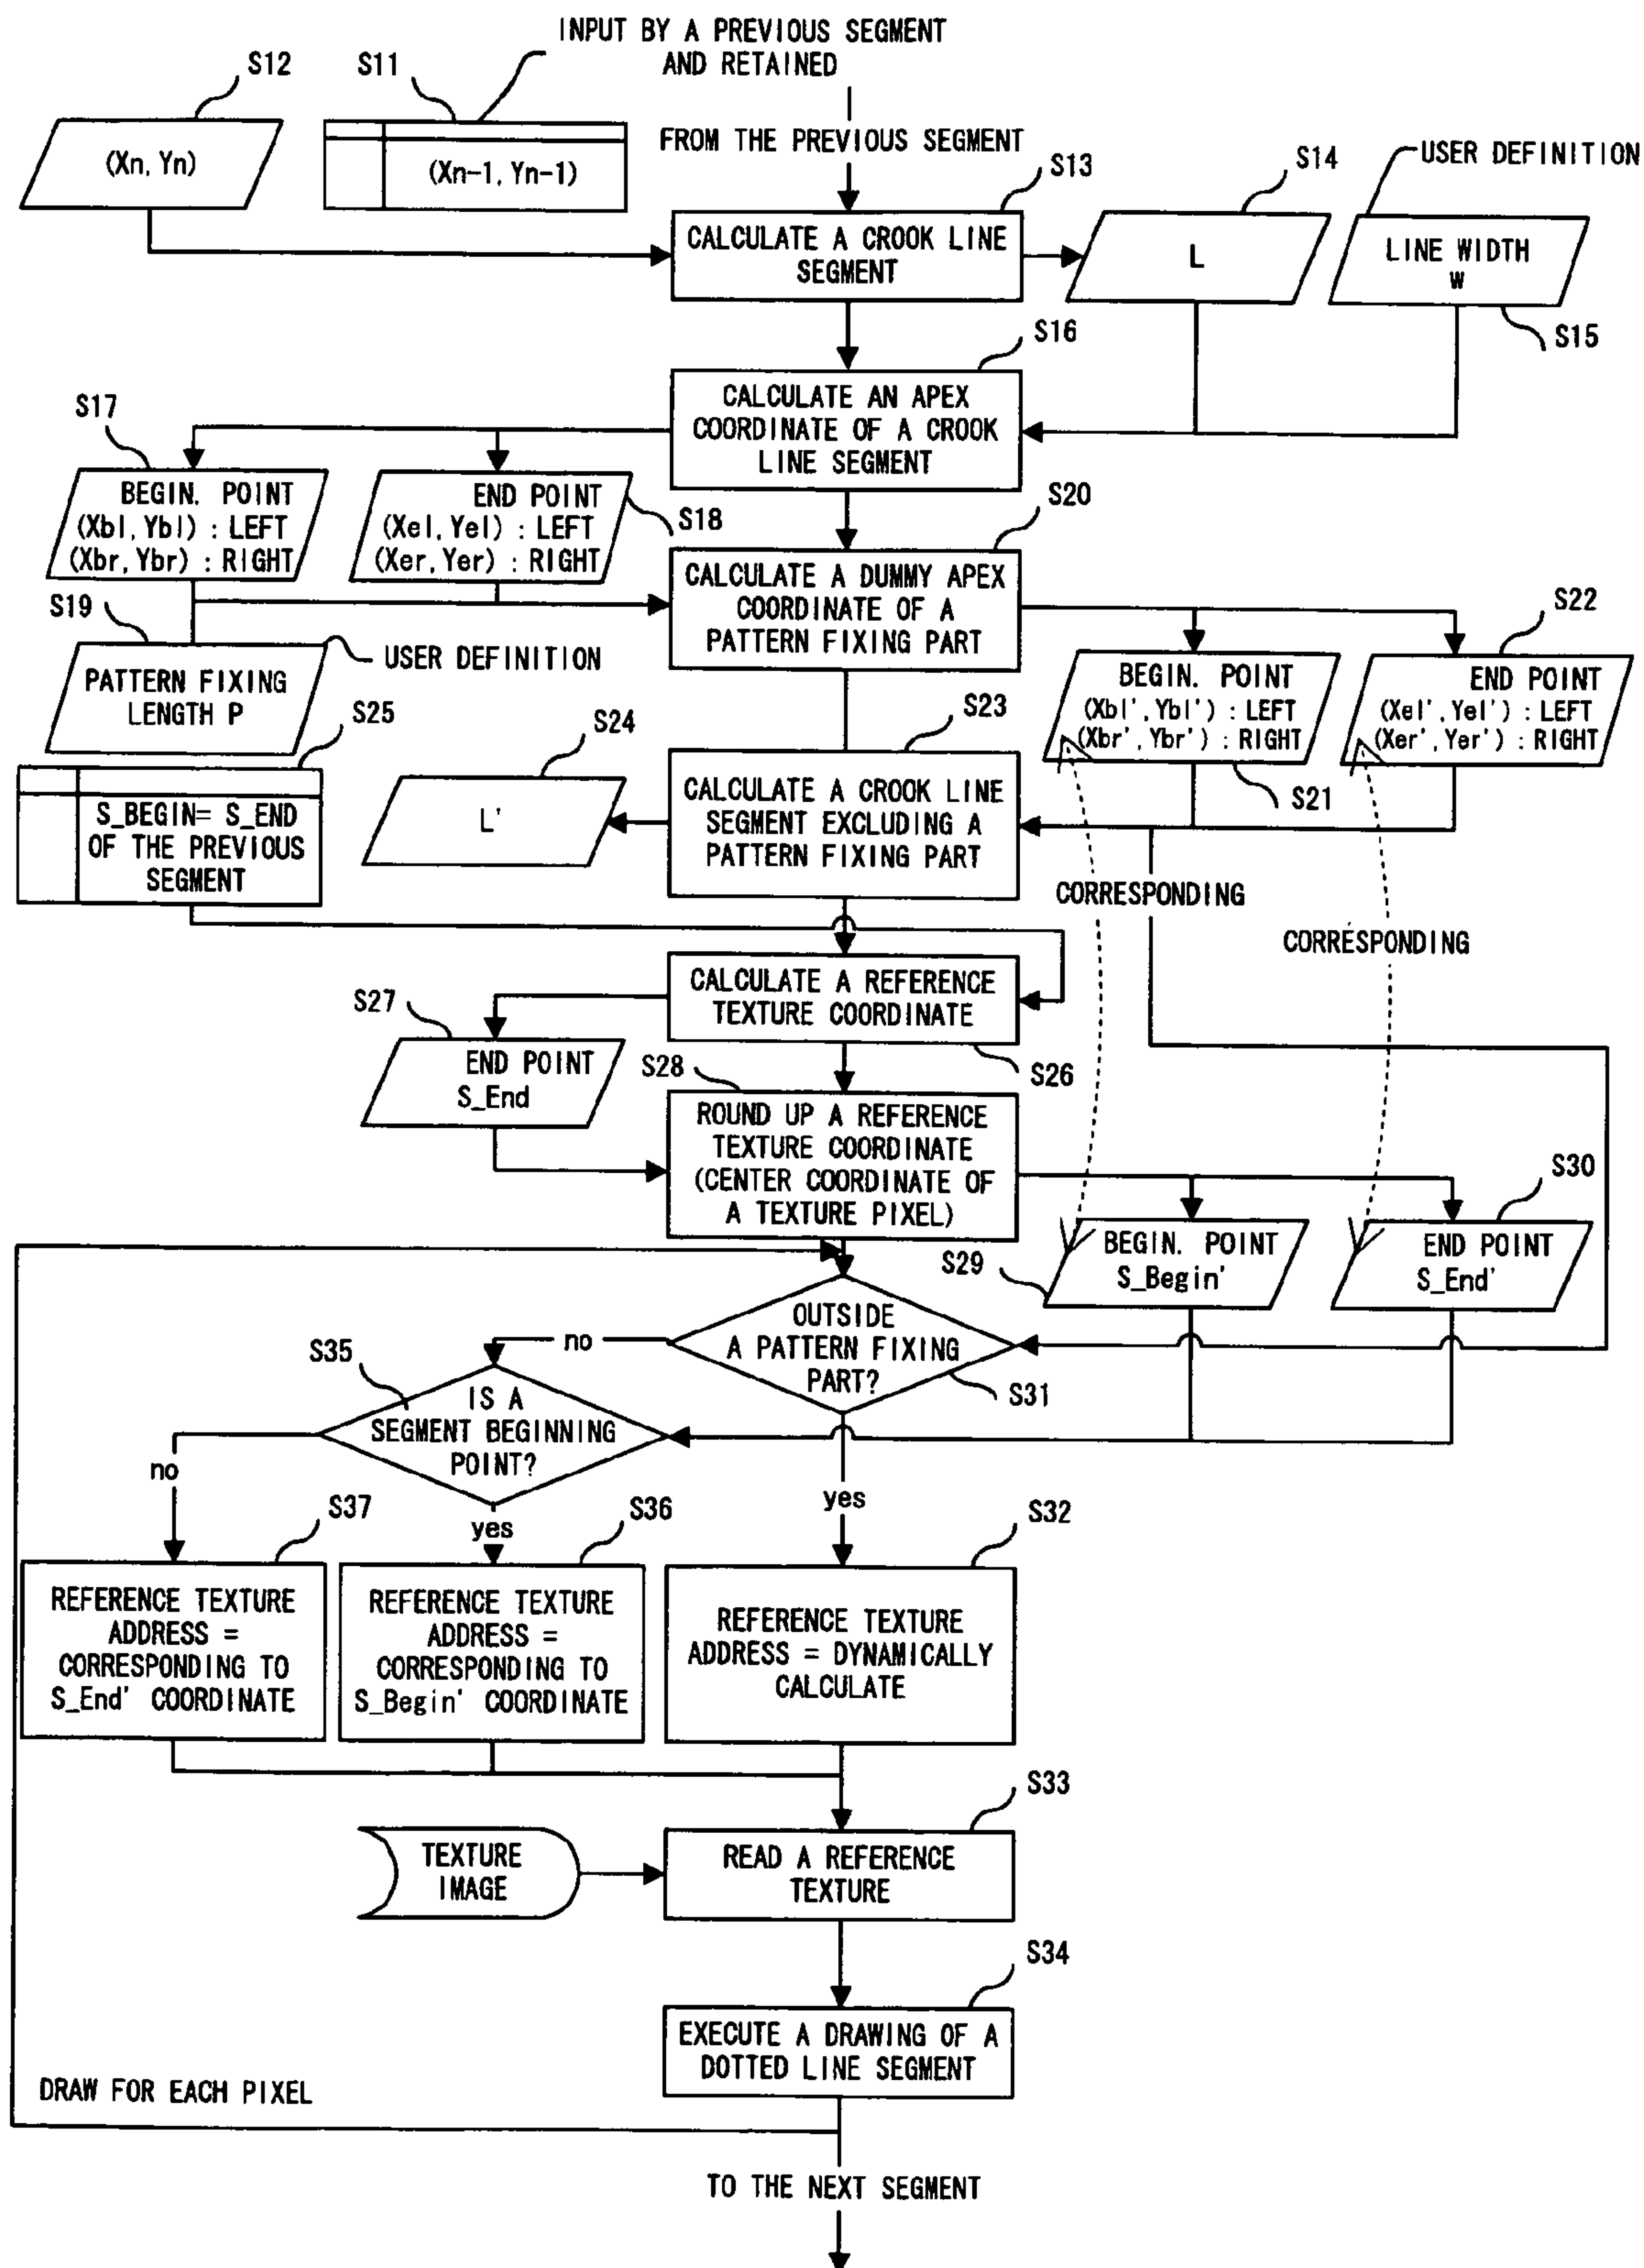 INPUT BY A PREVIOUS SEGMENT
AND RETAINED
S12
S11
(Xn, Yn)
(Xn-1, Yn-1)
FROM THE PREVIOUS SEGMENT
S13
S14
USER DEFINITION
CALCULATE A CROOK LINE
SEGMENT
L
LINE WIDTH
W
S15
S16
CALCULATE AN APEX
COORDINATE OF A CROOK
LINE SEGMENT
S17
BEGIN. POINT
(Xbl, Ybl) : LEFT
(Xbr, Ybr) : RIGHT
END POINT
(Xel, Yel) : LEFT
(Xer, Yer) : RIGHT
S18
S20
CALCULATE A DUMMY APEX
COORDINATE OF A
PATTERN FIXING PART
S19
USER DEFINITION
PATTERN FIXING
LENGTH P
S22
BEGIN. POINT
(Xbl', Ybl') : LEFT
(Xbr', Ybr') : RIGHT
END POINT
(Xel', Yel') : LEFT
(Xer', Yer') : RIGHT
S21
S25
S_BEGIN= S_END
OF THE PREVIOUS
SEGMENT
S24
L'
S23
CALCULATE A CROOK LINE
SEGMENT EXCLUDING A
PATTERN FIXING PART
CORRESPONDING
CORRESPONDING
CALCULATE A REFERENCE
TEXTURE COORDINATE
S26
S27
END POINT
S_End
S28
ROUND UP A REFERENCE
TEXTURE COORDINATE
(CENTER COORDINATE OF
A TEXTURE PIXEL)
S29
BEGIN. POINT
S_Begin'
S30
END POINT
S_End'
OUTSIDE
A PATTERN FIXING
PART?
S31
no
S35
IS A
SEGMENT BEGINNING
POINT?
no
yes
yes
S37
S36
S32
REFERENCE TEXTURE
ADDRESS =
CORRESPONDING TO
S_End' COORDINATE
REFERENCE TEXTURE
ADDRESS =
CORRESPONDING TO
S_Begin' COORDINATE
REFERENCE TEXTURE
ADDRESS = DYNAMICALLY
CALCULATE
S33
TEXTURE
IMAGE
READ A REFERENCE
TEXTURE
S34
EXECUTE A DRAWING OF A
DOTTED LINE SEGMENT
DRAW FOR EACH PIXEL
TO THE NEXT SEGMENT